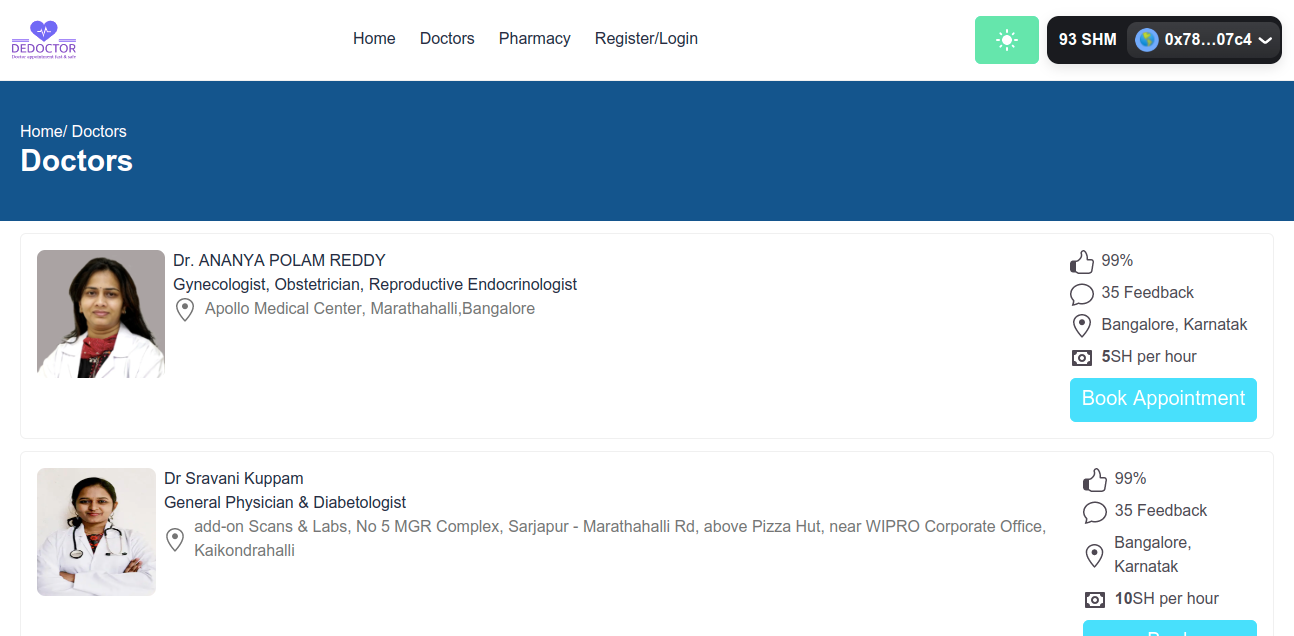 DEDOCTOR
Doctor appointment fast & safe
Home
Doctors
Pharmacy
Register/Login
93 SHM
0x78...07c4
Home/ Doctors
Doctors
Dr. ANANYA POLAM REDDY
Gynecologist, Obstetrician, Reproductive Endocrinologist
Apollo Medical Center, Marathahalli,Bangalore
99%
35 Feedback
Bangalore, Karnatak
5SH per hour
Book Appointment
Dr Sravani Kuppam
General Physician & Diabetologist
add-on Scans & Labs, No 5 MGR Complex, Sarjapur - Marathahalli Rd, above Pizza Hut, near WIPRO Corporate Office,
Kaikondrahalli
99%
35 Feedback
Bangalore,
Karnatak
10SH per hour
Book